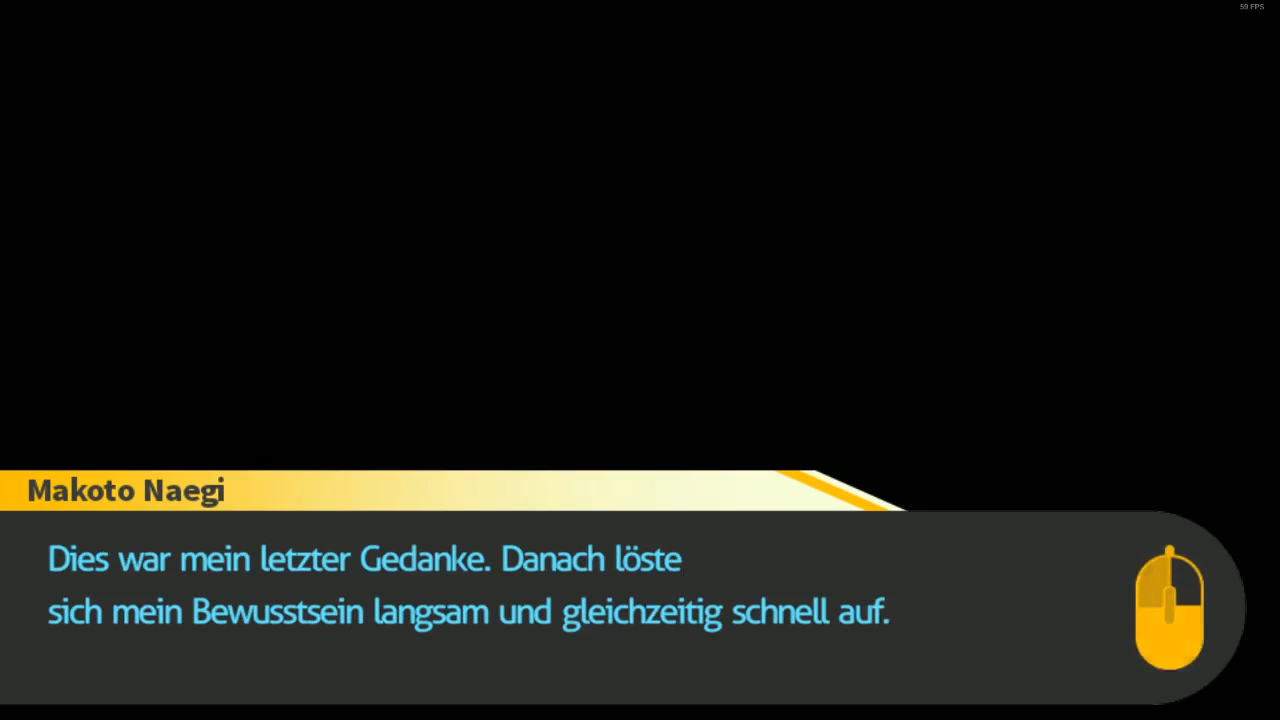 59 FPS
Makoto Naegi
Dies war mein letzter Gedanke. Danach löste
sich mein Bewusstsein langsam und gleichzeitig schnell auf.